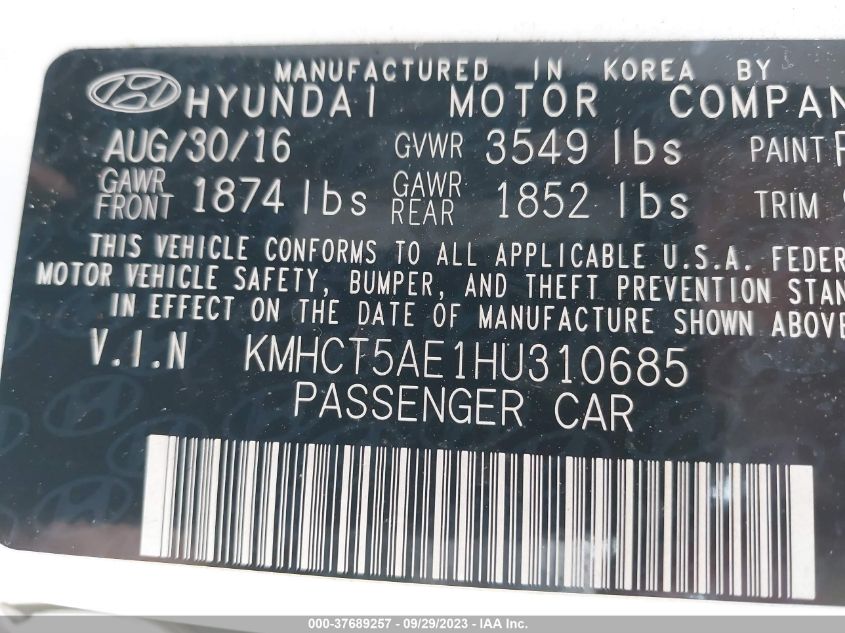 MANUFACTURED IN KOREA BY
HYUNDAI MOTOR COMPAN
AUG/30/16 GVWR 3549 lbs PAINT
GAWR FRONT 1874 lbs GAWR REAR 1852 lbs TRIM
THIS VEHICLE CONFORMS TO ALL APPLICABLE U.S.A. FEDER
MOTOR VEHICLE SAFETY, BUMPER, AND THEFT PREVENTION STAN
IN EFFECT ON THE DATE OF MANUFACTURE SHOWN ABOVE
V.I.N KMHCT5AE1HU310685
PASSENGER CAR
000-37689257 - 09/29/2023 - IAA Inc.